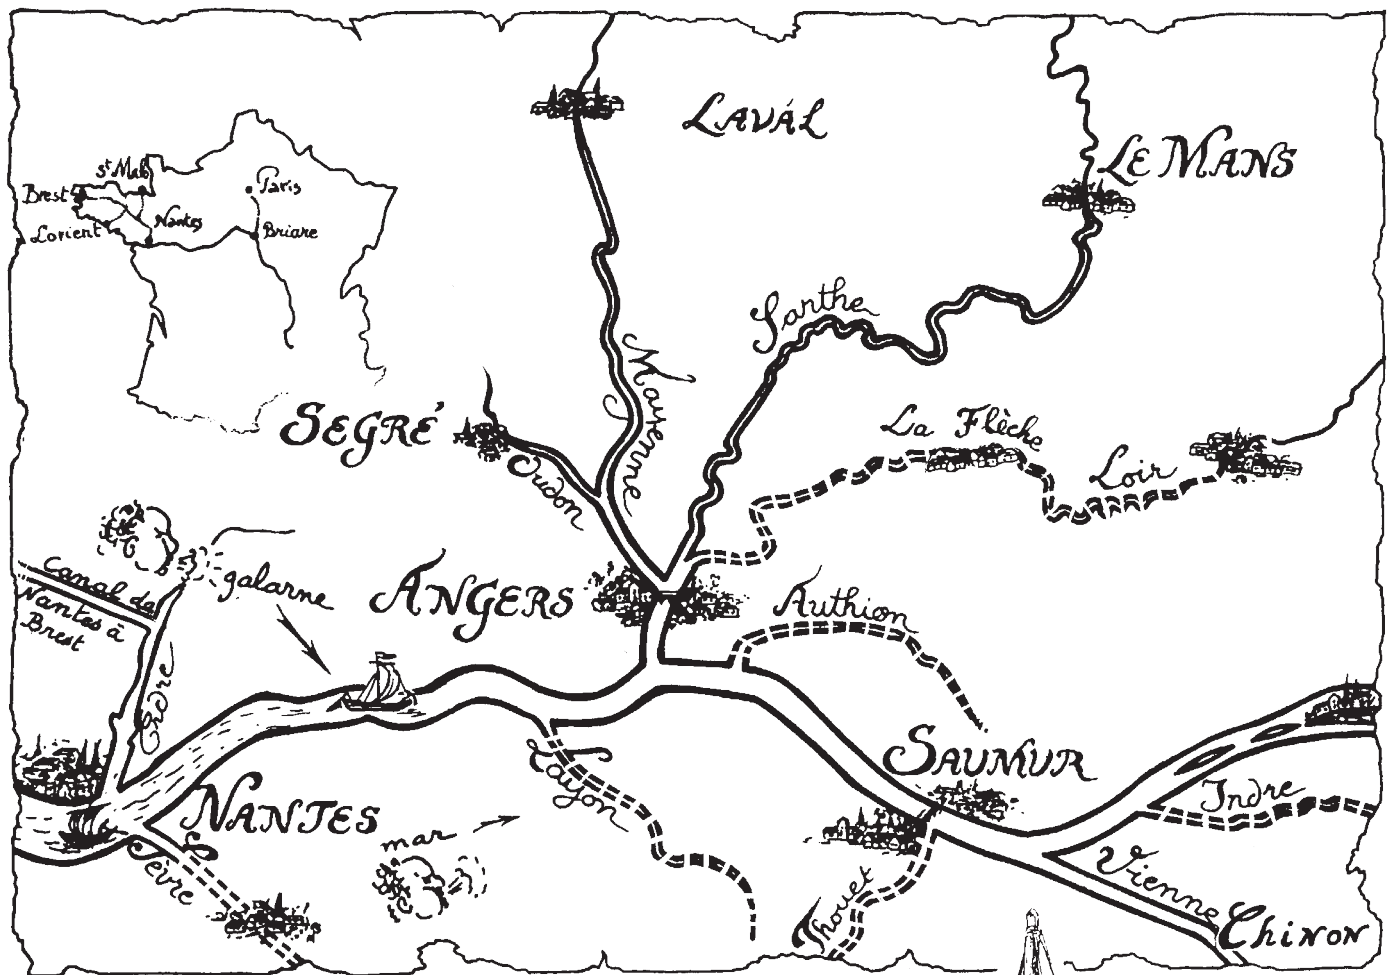 LAVAL
LE MANS
St Malo
Brest
Paris
Lorient
Nantes
Briare
Sarthe
Mayenne
SEGRÉ
Oudon
La Flèche
Loir
galarne
ANGERS
Authion
Canal de
Nantes à
Brest
Erdre
Layon
SAUMUR
Indre
NANTES
mar
Sèvre
Thouet
Vienne
CHINON